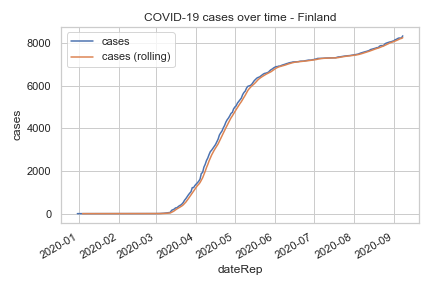 COVID-19 cases over time - Finland
cases
cases (rolling)
8000
6000
4000
2000
0
cases
2020-01
2020-02
2020-03
2020-04
2020-05
2020-06
2020-07
2020-08
2020-09
dateRep